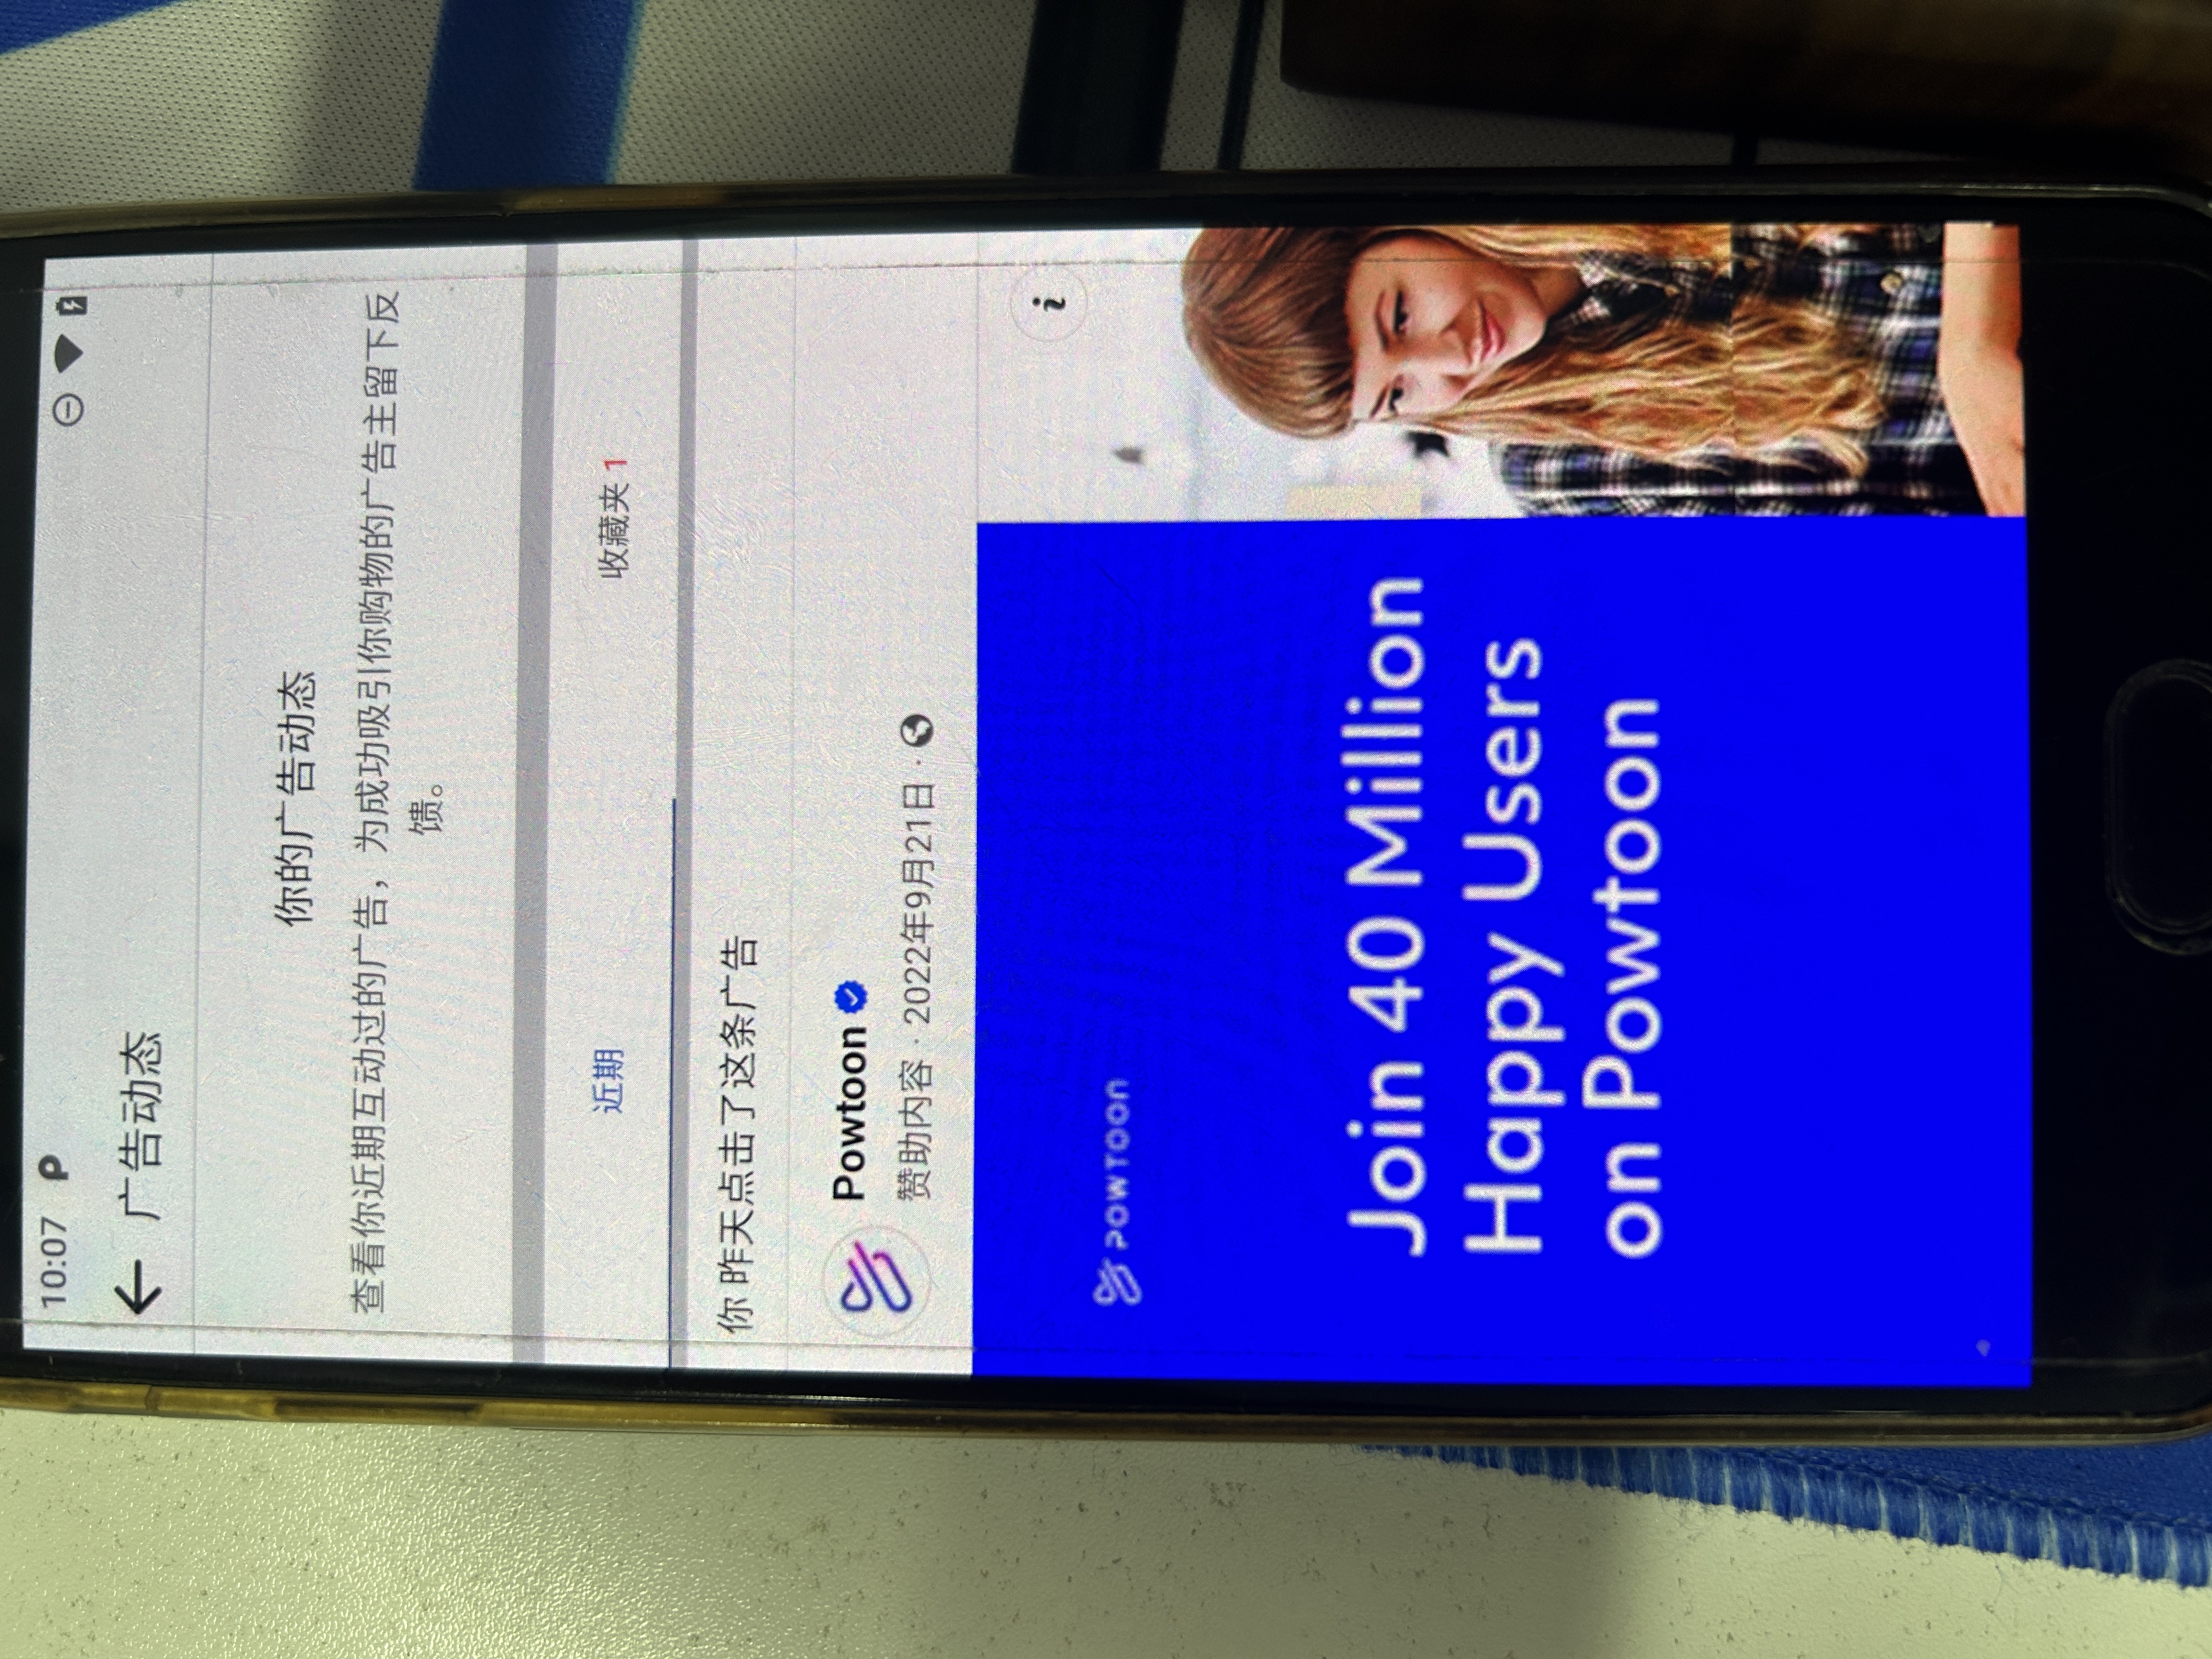 10:07
广告动态
你的广告动态
查看你近期互动过的广告，为成功吸引你购物的广告主留下反
馈。
近期
收藏夹 1
你 昨天点击了这条广告
Powtoon
赞助内容 · 2022年9月21日 ·
POWTOON
Join 40 Million
Happy Users
on Powtoon